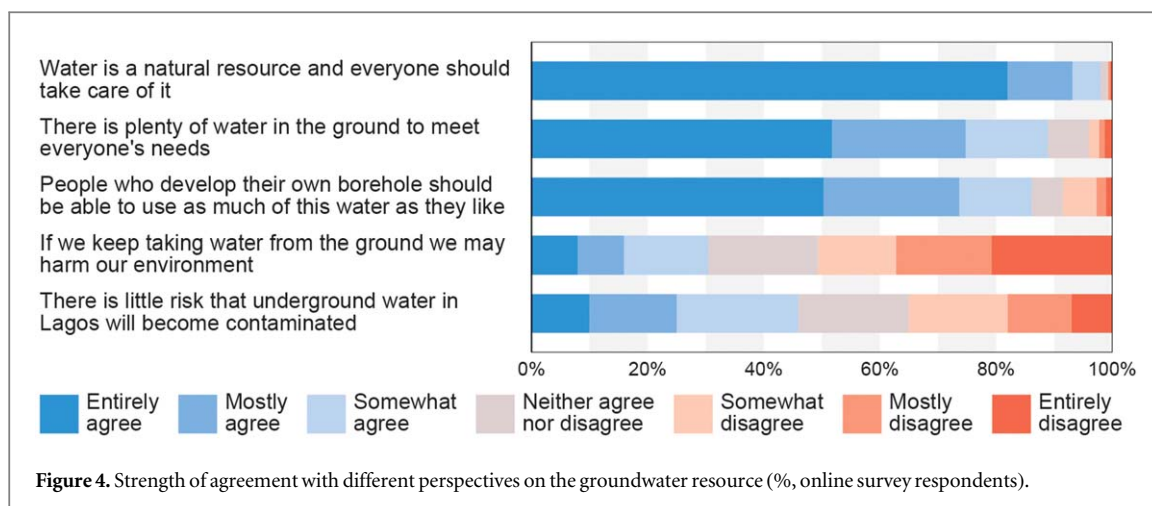 Water is a natural resource and everyone should
take care of it
There is plenty of water in the ground to meet
everyone's needs
People who develop their own borehole should
be able to use as much of this water as they like
If we keep taking water from the ground we may
harm our environment
There is little risk that underground water in
Lagos will become contaminated
0% 20% 40% 60% 80% 100%
Entirely agree
Mostly agree
Somewhat agree
Neither agree nor disagree
Somewhat disagree
Mostly disagree
Entirely disagree
Figure 4. Strength of agreement with different perspectives on the groundwater resource (%, online survey respondents).